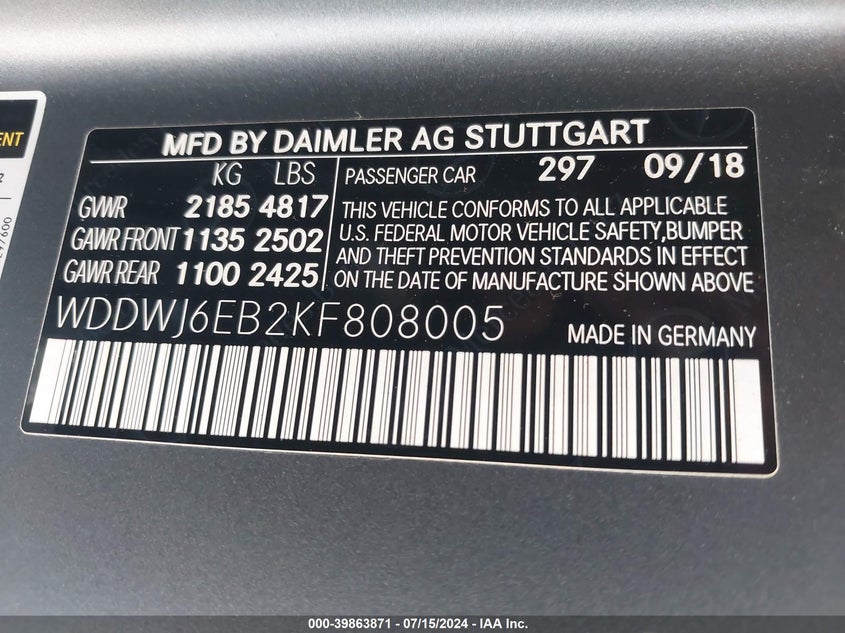 MFD BY DAIMLER AG STUTTGART
KG LBS
GVWR 2185 4817
GAWR FRONT 1135 2502
GAWR REAR 1100 2425
PASSENGER CAR 297 09/18
THIS VEHICLE CONFORMS TO ALL APPLICABLE
U.S. FEDERAL MOTOR VEHICLE SAFETY,BUMPER
AND THEFT PREVENTION STANDARDS IN EFFECT
ON THE DATE OF MANUFACTURE SHOWN ABOVE
WDDWJ6EB2KF808005
MADE IN GERMANY
000-39863871 - 07/15/2024 - IAA Inc.